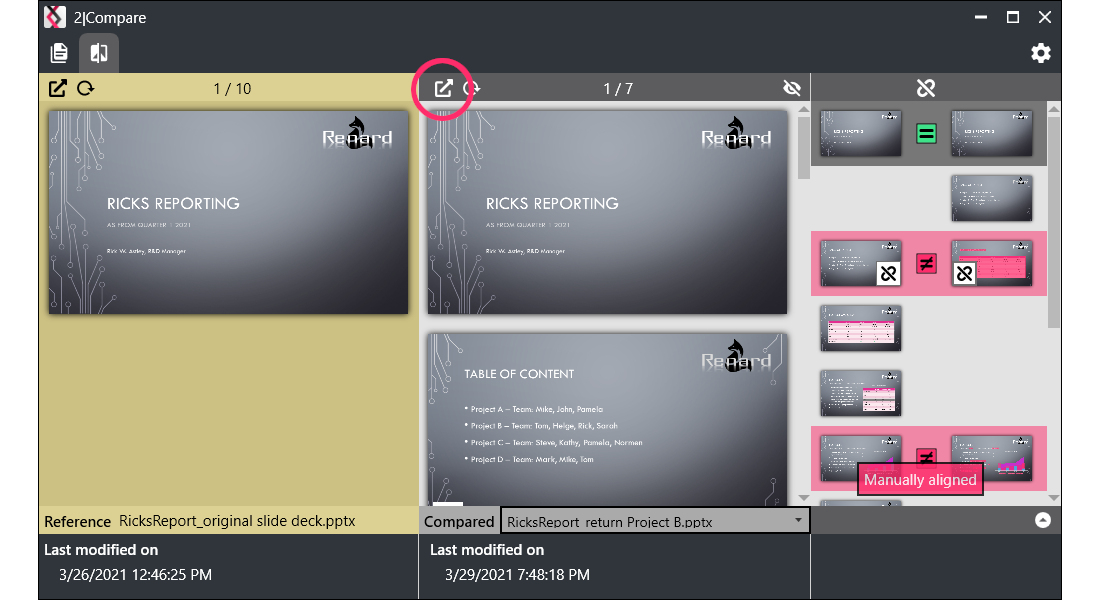 2|Compare
1 / 10
1 / 7
Renard
RICKS REPORTING
AS FROM QUARTER 1 2021
Rick W. Astley, R&D Manager
Renard
RICKS REPORTING
AS FROM QUARTER 1 2021
Rick W. Astley, R&D Manager
Renard
TABLE OF CONTENT
• Project A – Team: Mike, John, Pamela
• Project B – Team: Tom, Helge, Rick, Sarah
• Project C – Team: Steve, Kathy, Pamela, Normen
• Project D – Team: Mark, Mike, Tom
RICKS REPORTING
RICKS REPORTING
Manually aligned
Reference RicksReport_original slide deck.pptx
Compared RicksReport_return Project B.pptx
Last modified on
3/26/2021 12:46:25 PM
Last modified on
3/29/2021 7:48:18 PM